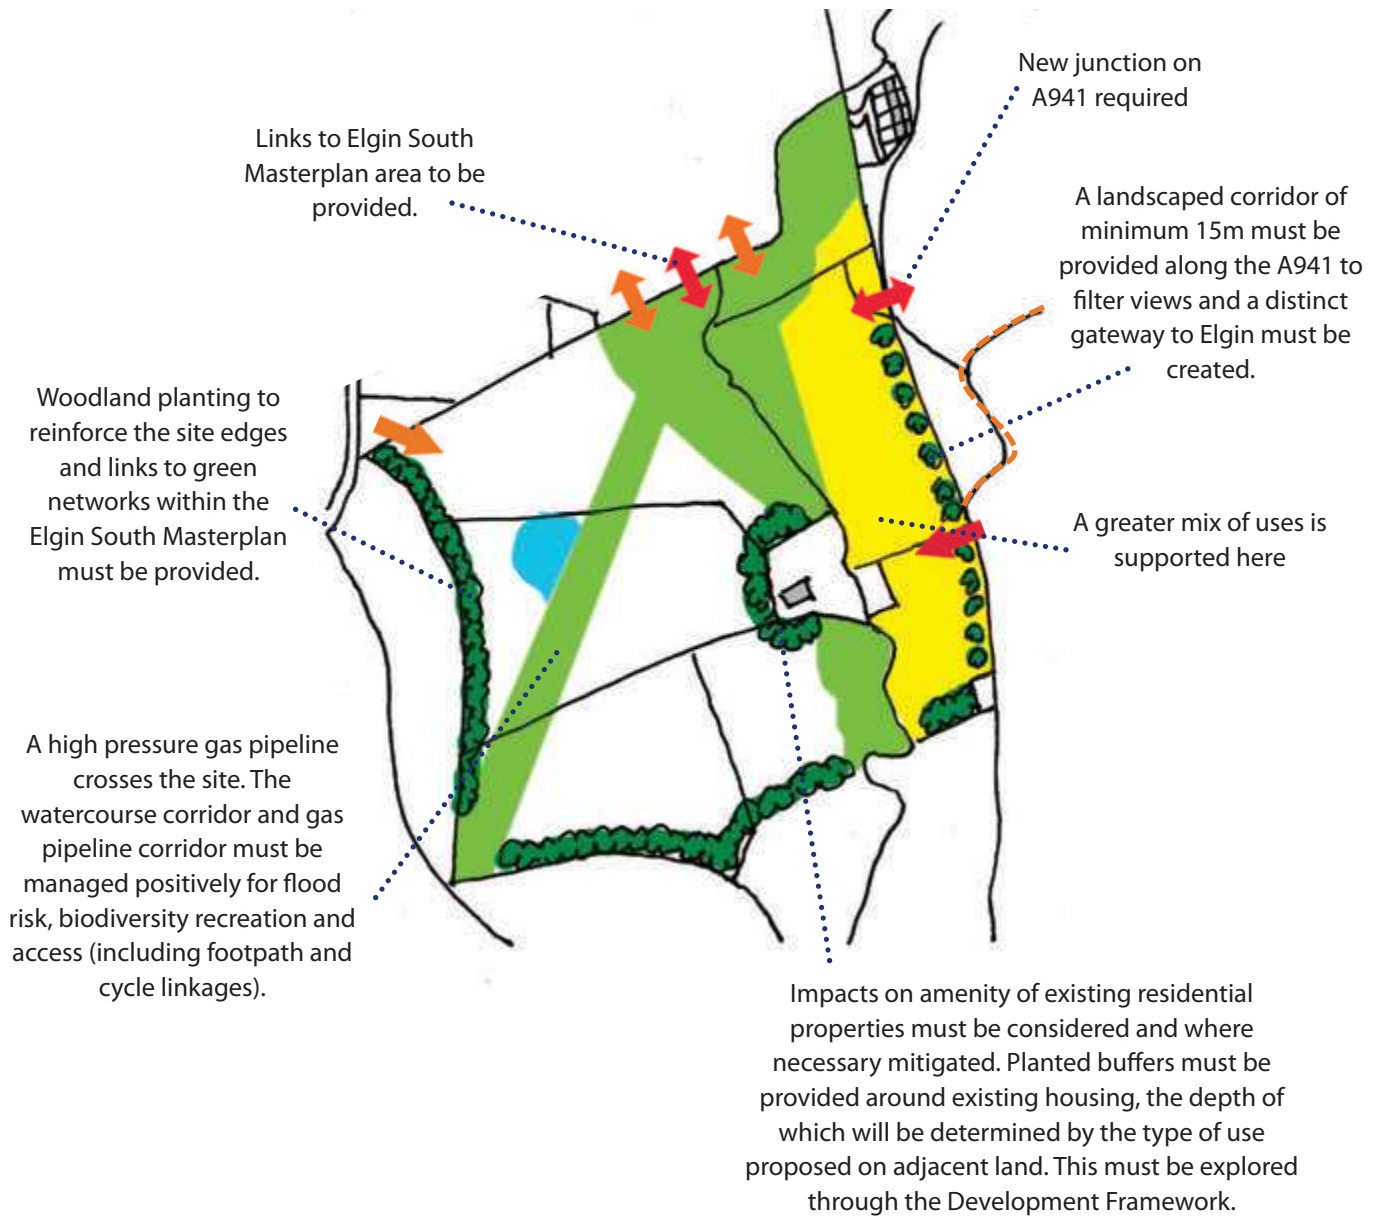 New junction on
A941 required
Links to Elgin South
Masterplan area to be
provided.
A landscaped corridor of
minimum 15m must be
provided along the A941 to
filter views and a distinct
gateway to Elgin must be
created.
Woodland planting to
reinforce the site edges
and links to green
networks within the
Elgin South Masterplan
must be provided.
A greater mix of uses is
supported here
A high pressure gas pipeline
crosses the site. The
watercourse corridor and gas
pipeline corridor must be
managed positively for flood
risk, biodiversity recreation and
access (including footpath and
cycle linkages).
Impacts on amenity of existing residential
properties must be considered and where
necessary mitigated. Planted buffers must be
provided around existing housing, the depth of
which will be determined by the type of use
proposed on adjacent land. This must be explored
through the Development Framework.